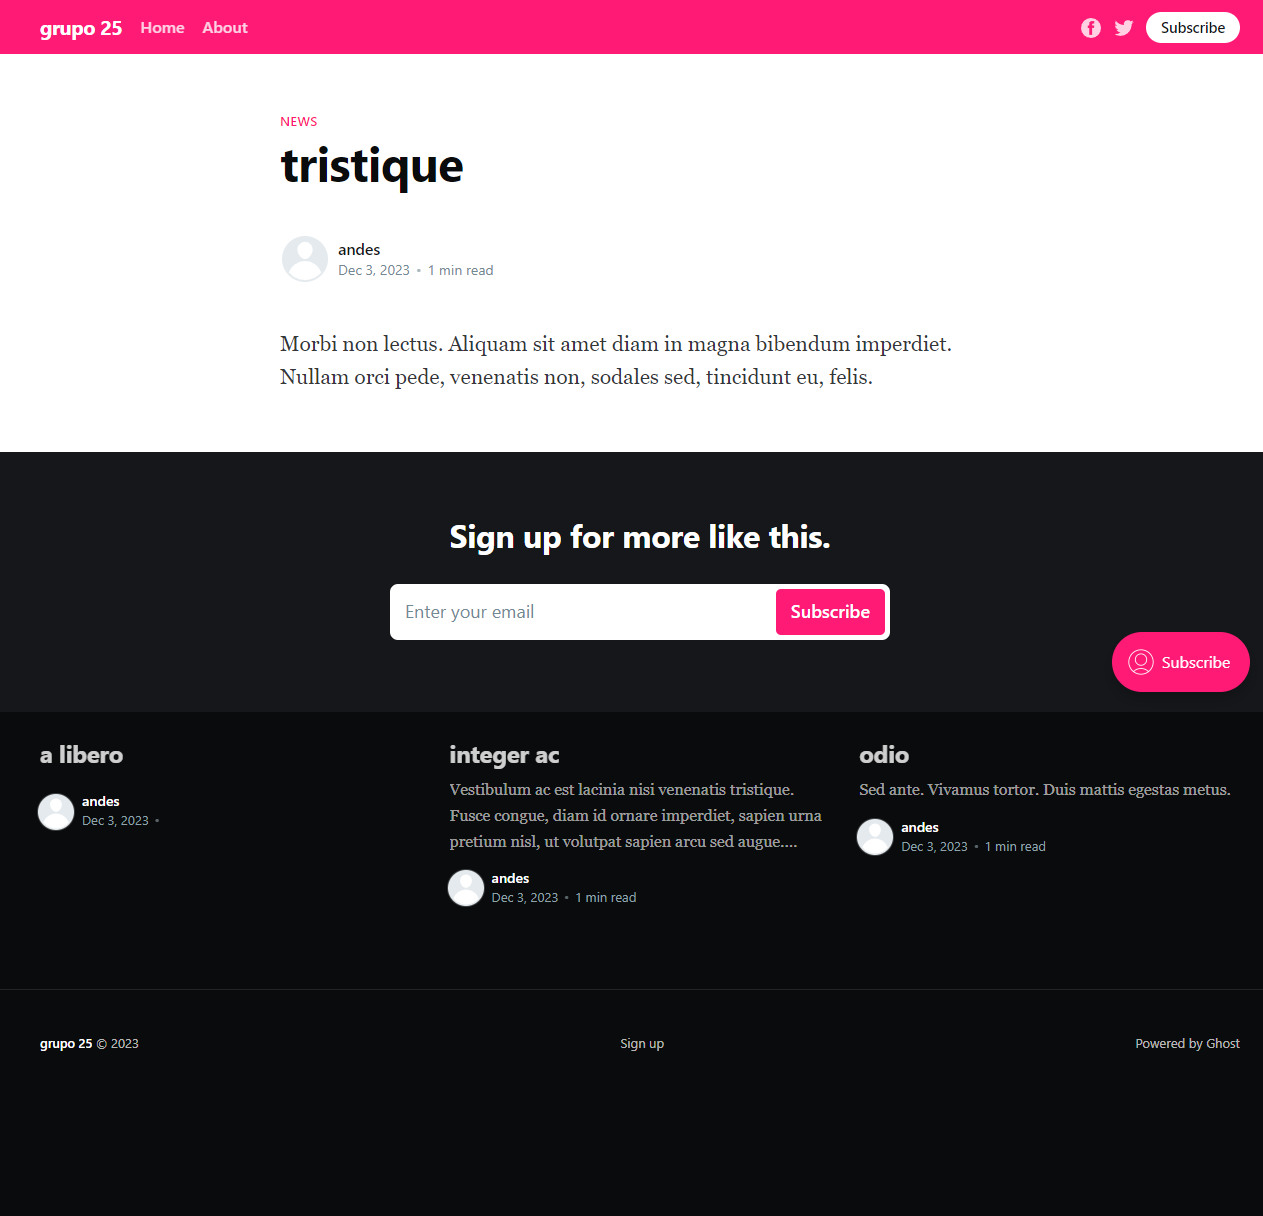 grupo 25 Home About Subscribe
NEWS
tristique
andes
Dec 3, 2023 • 1 min read
Morbi non lectus. Aliquam sit amet diam in magna bibendum imperdiet.
Nullam orci pede, venenatis non, sodales sed, tincidunt eu, felis.
Sign up for more like this.
Enter your email Subscribe
Subscribe
a libero
andes
Dec 3, 2023 •
integer ac
Vestibulum ac est lacinia nisi venenatis tristique.
Fusce congue, diam id ornare imperdiet, sapien urna
pretium nisl, ut volutpat sapien arcu sed augue....
andes
Dec 3, 2023 • 1 min read
odio
Sed ante. Vivamus tortor. Duis mattis egestas metus.
andes
Dec 3, 2023 • 1 min read
grupo 25 © 2023 Sign up Powered by Ghost